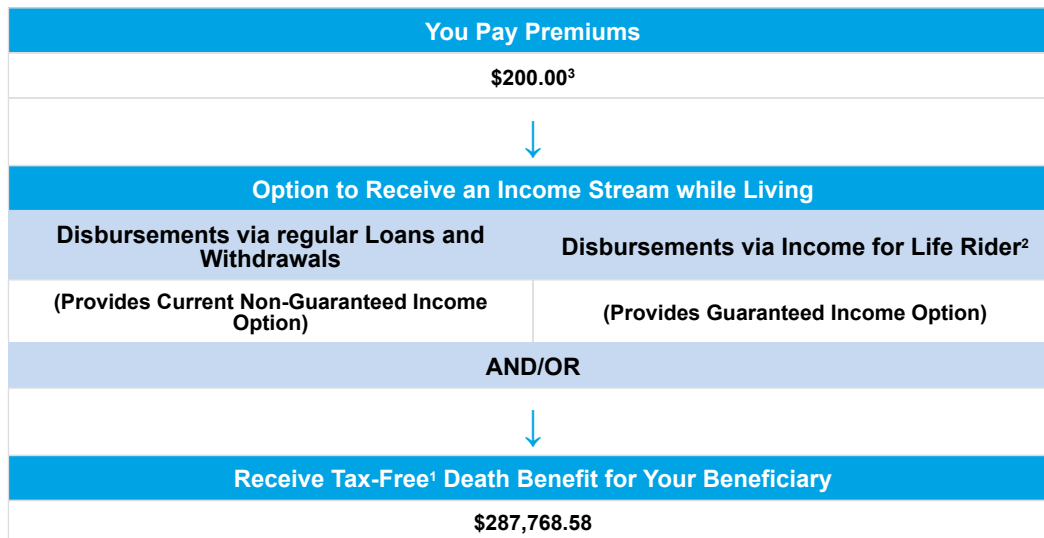 You Pay Premiums
$200.00³
Option to Receive an Income Stream while Living
Disbursements via regular Loans and
Withdrawals
Disbursements via Income for Life Rider²
(Provides Current Non-Guaranteed Income
Option)
(Provides Guaranteed Income Option)
AND/OR
Receive Tax-Free¹ Death Benefit for Your Beneficiary
$287,768.58